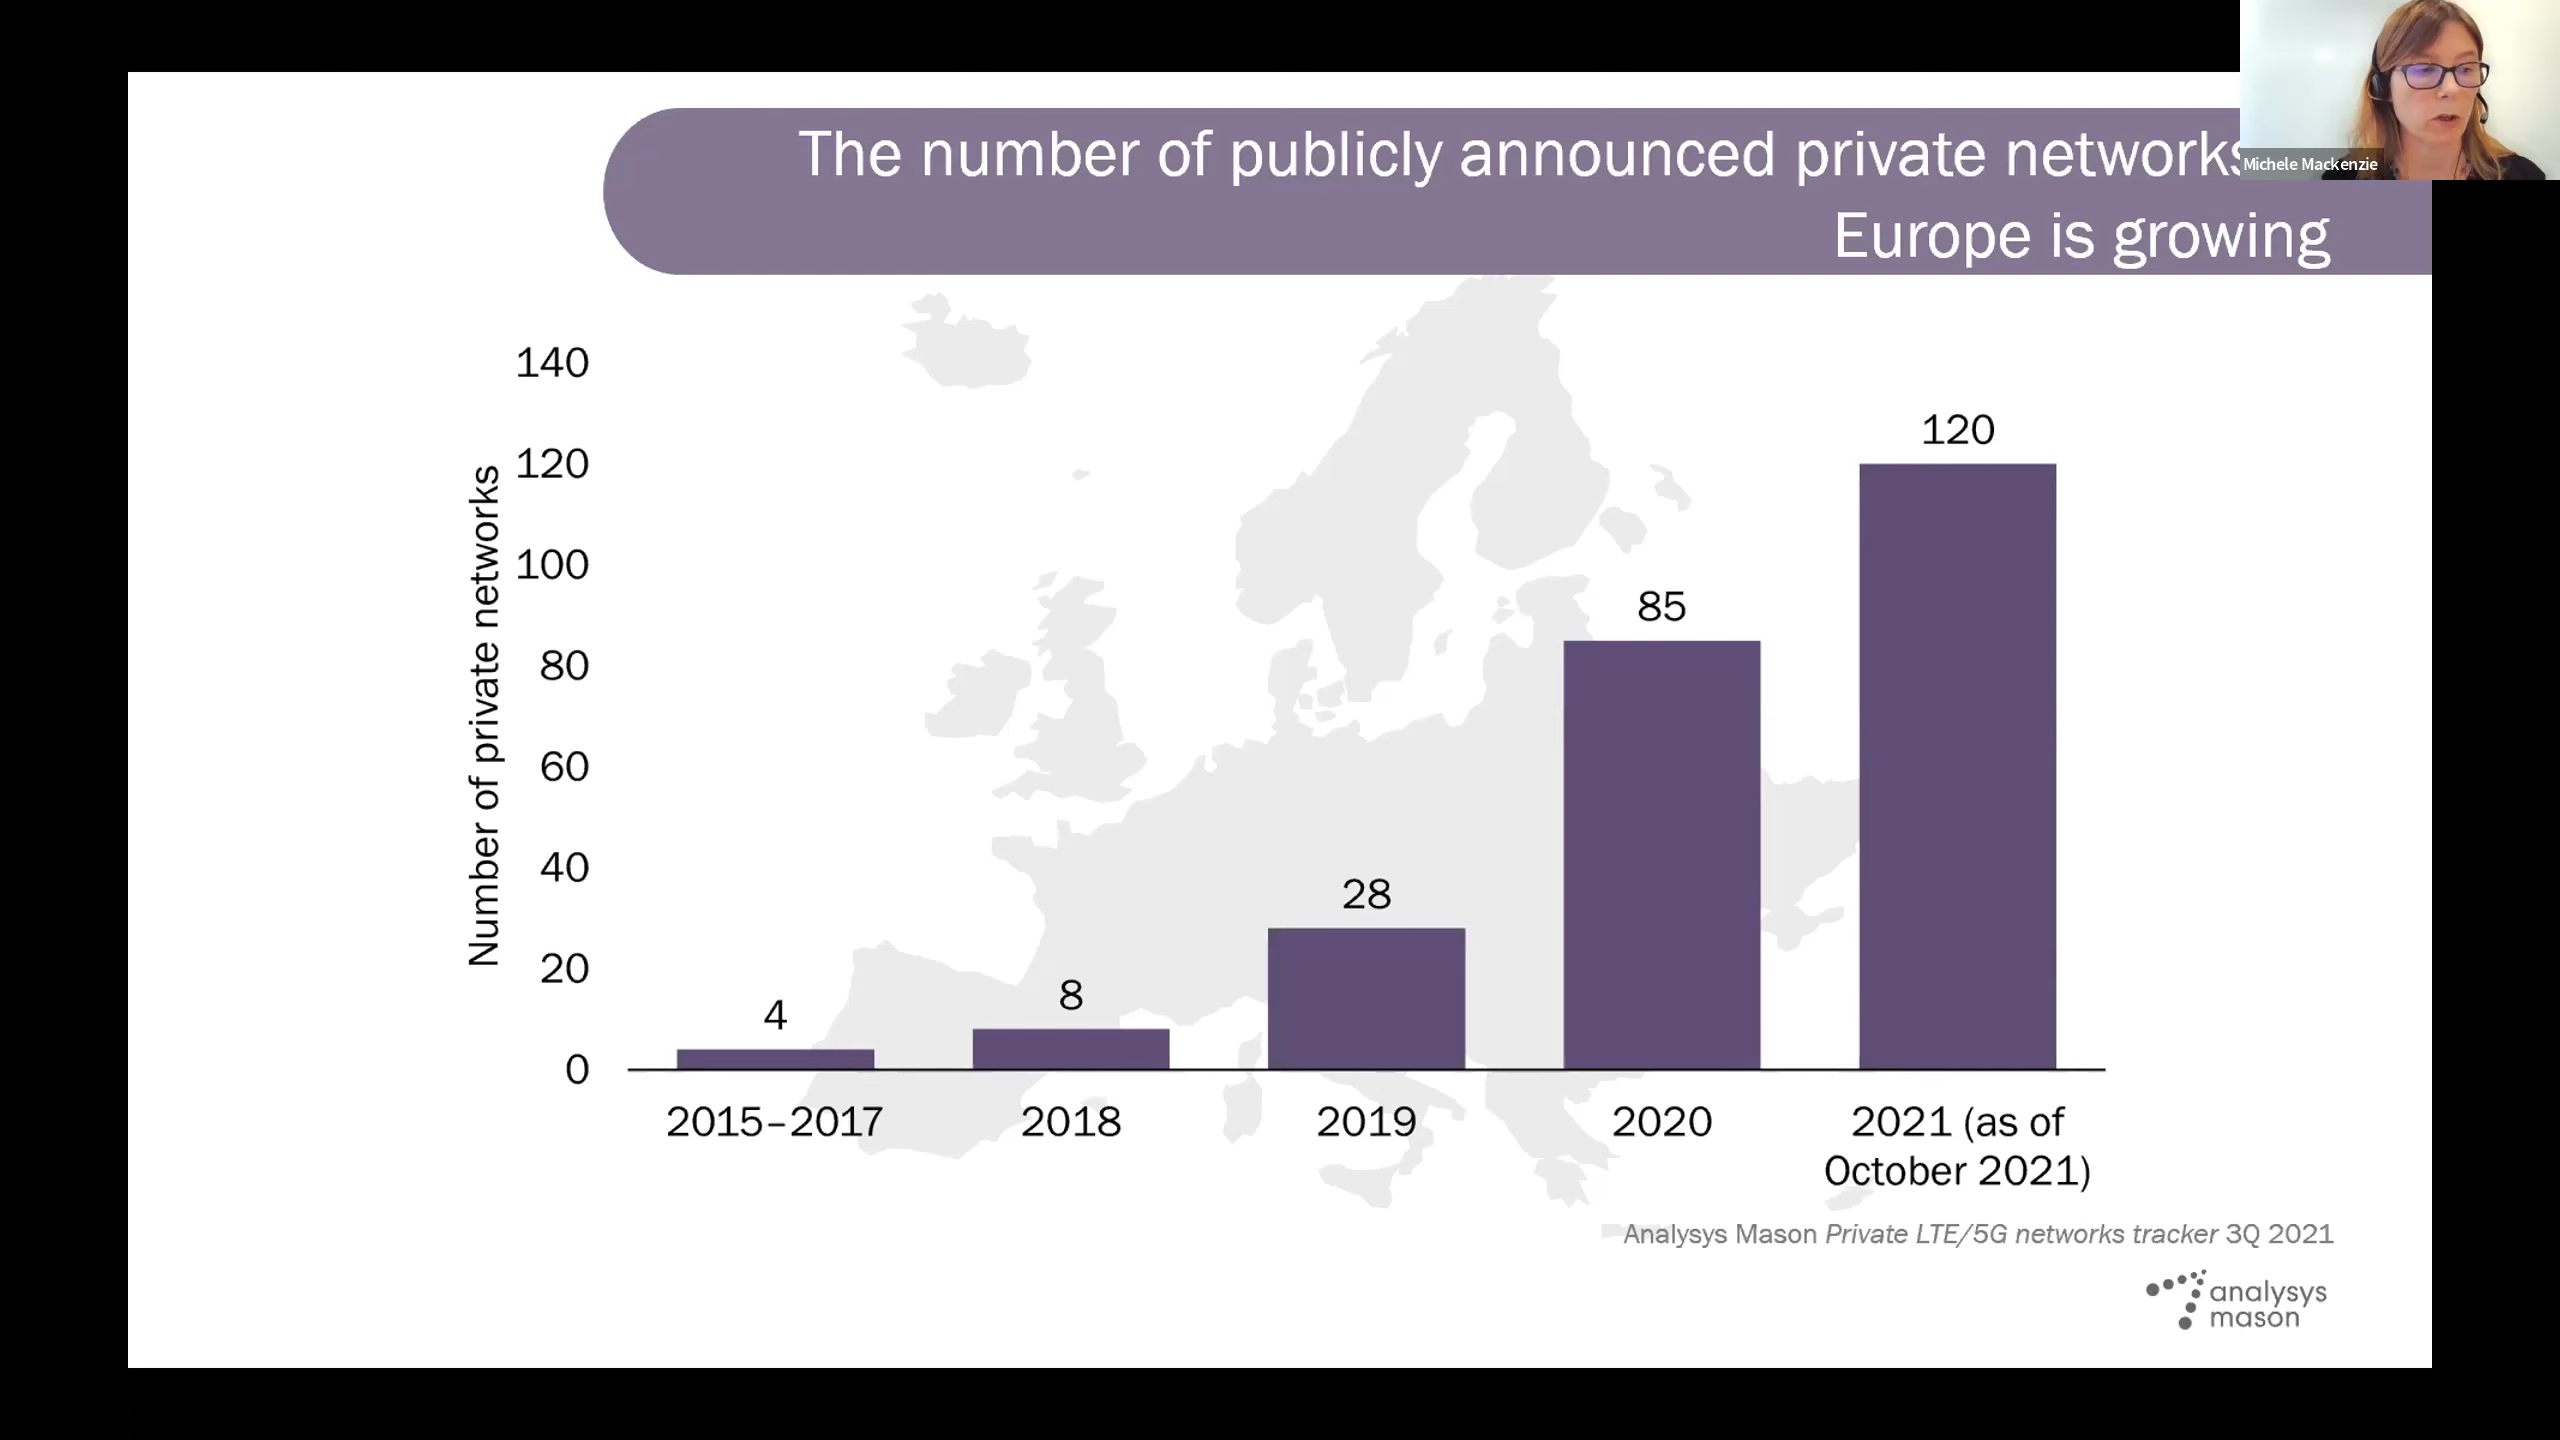 The number of publicly announced private networks
Europe is growing
Michele Mackenzie
Number of private networks
140
120
100
80
60
40
20
0
4
8
28
85
120
2015–2017
2018
2019
2020
2021 (as of
October 2021)
Analysys Mason Private LTE/5G networks tracker 3Q 2021
analysys
mason